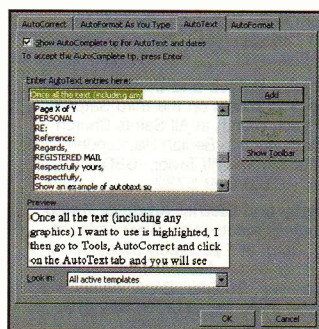 AutoCorrect AutoFormat As You Type AutoText AutoFormat
Show AutoComplete tip for AutoText and dates
To accept the AutoComplete tip, press Enter
Enter AutoText entries here:
Once all the text (including any
Add
Page X of Y
PERSONAL
RE:
Reference:
Regards,
REGISTERED MAIL
Respectfully yours,
Respectfully,
Show an example of autotext so
Show Toolbar
Preview
Once all the text (including any
graphics) I want to use is highlighted, I
then go to Tools, AutoCorrect and click
on the AutoText tab and you will see
Look in: All active templates
OK Cancel